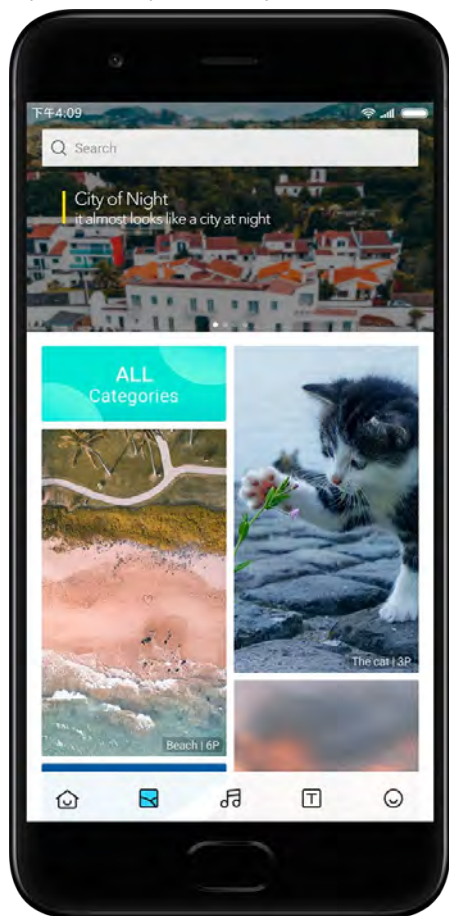 下午4:09
Search
City of Night
it almost looks like a city at night
ALL
Categories
The cat | 3P
Beach | 6P
T